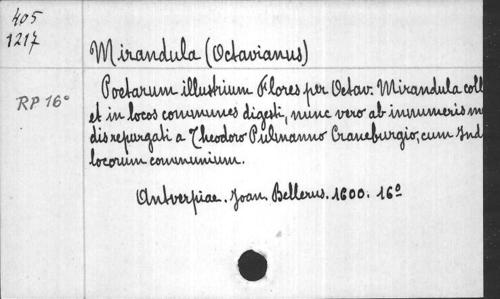 405
1217
Mirandula (Octavianus)
RP 16°
Poetarum illustrium Flores per Octav. Mirandula coll
et in locos communes digesti, nunc vero ab innumeris m
dis repurgati a Theodoro Pulmanno Craneburgio, cum Ind
locorum communium.
Antverpiae. Joan. Bellerus. 1600. 16°